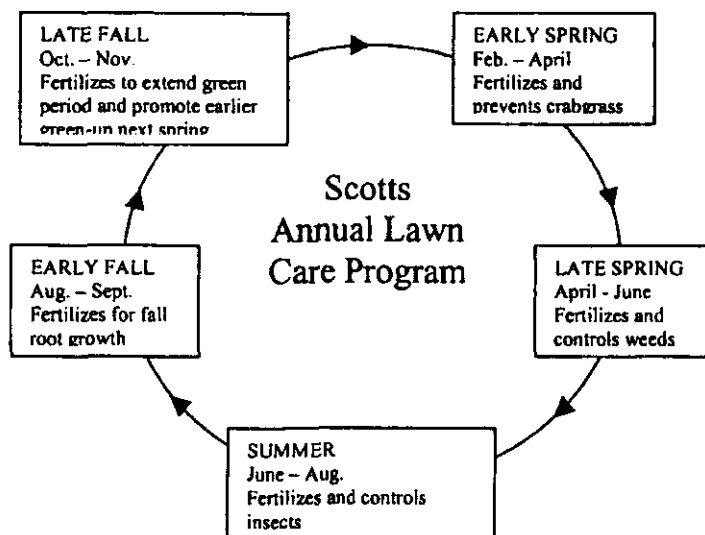 LATE FALL
Oct. – Nov.
Fertilizes to extend green
period and promote earlier
green-up next spring
EARLY SPRING
Feb. – April
Fertilizes and
prevents crabgrass
Scotts
Annual Lawn
Care Program
EARLY FALL
Aug. – Sept.
Fertilizes for fall
root growth
LATE SPRING
April - June
Fertilizes and
controls weeds
SUMMER
June – Aug.
Fertilizes and controls
insects